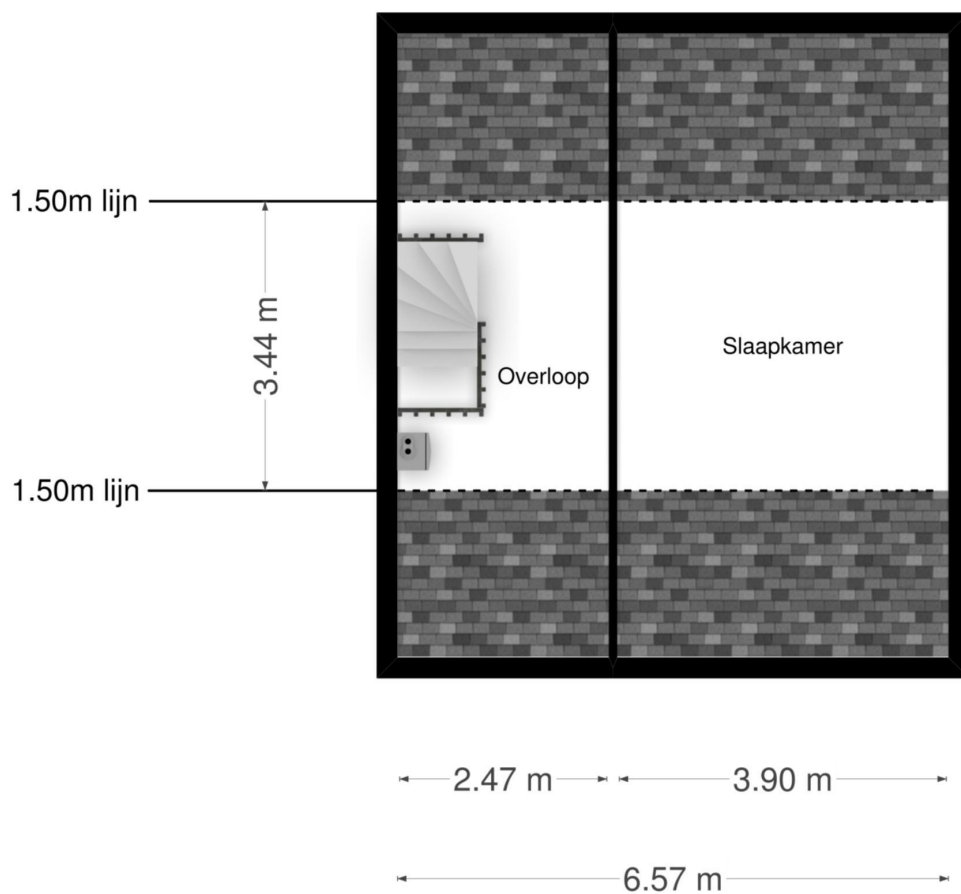 1.50m lijn
3.44 m
Slaapkamer
Overloop
1.50m lijn
2.47 m
3.90 m
6.57 m